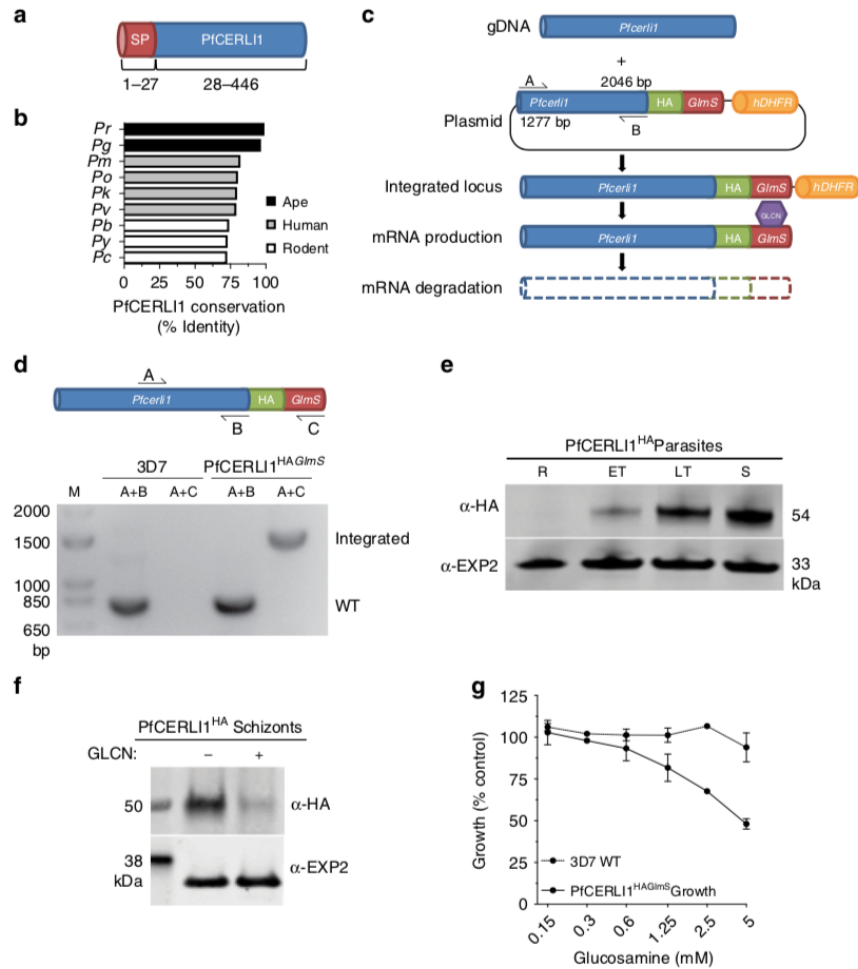 a
SP
PfCERLI1
1–27
28–446
b
Pr
Pg
Pm
Po
Pk
Pv
Pb
Py
Pc
Ape
Human
Rodent
0 25 50 75 100
PfCERLI1 conservation
(% Identity)
c
gDNA
Pfcerli1
+
A
2046 bp
Pfcerli1
HA
GlmS
hDHFR
1277 bp
B
Plasmid
Integrated locus
Pfcerli1
HA
GlmS
hDHFR
GLCN
mRNA production
Pfcerli1
HA
GlmS
mRNA degradation
d
A
Pfcerli1
HA
GlmS
B
C
3D7
PfCERLI1HAGlmS
M
A+B A+C A+B A+C
2000
1500
1000
850
650
bp
Integrated
WT
e
PfCERLI1HAParasites
R ET LT S
α-HA
54
α-EXP2
33
kDa
f
PfCERLI1HA Schizonts
GLCN: – +
50
α-HA
38
kDa
α-EXP2
g
125
100
75
50
25
0
Growth (% control)
3D7 WT
PfCERLI1HAGlmSGrowth
0.15 0.3 0.6 1.25 2.5 5
Glucosamine (mM)